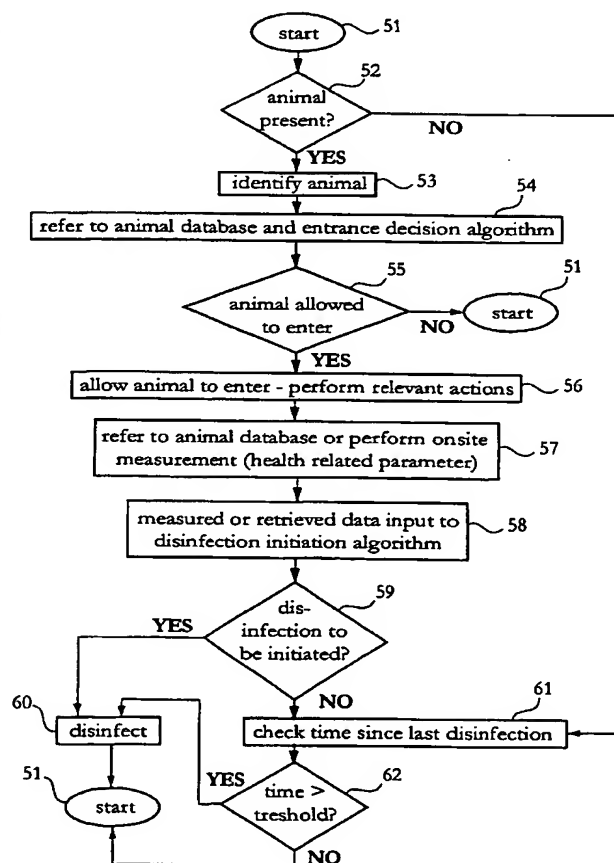 start
51
52
animal
present?
NO
YES
identify animal
53
54
refer to animal database and entrance decision algorithm
55
51
animal allowed
to enter
NO
start
YES
allow animal to enter - perform relevant actions
56
refer to animal database or perform onsite
measurement (health related parameter)
57
measured or retrieved data input to
disinfection initiation algorithm
58
59
YES
dis-
infection to
be initiated?
NO
60
61
disinfect
check time since last disinfection
51
YES
62
start
time >
treshold?
NO